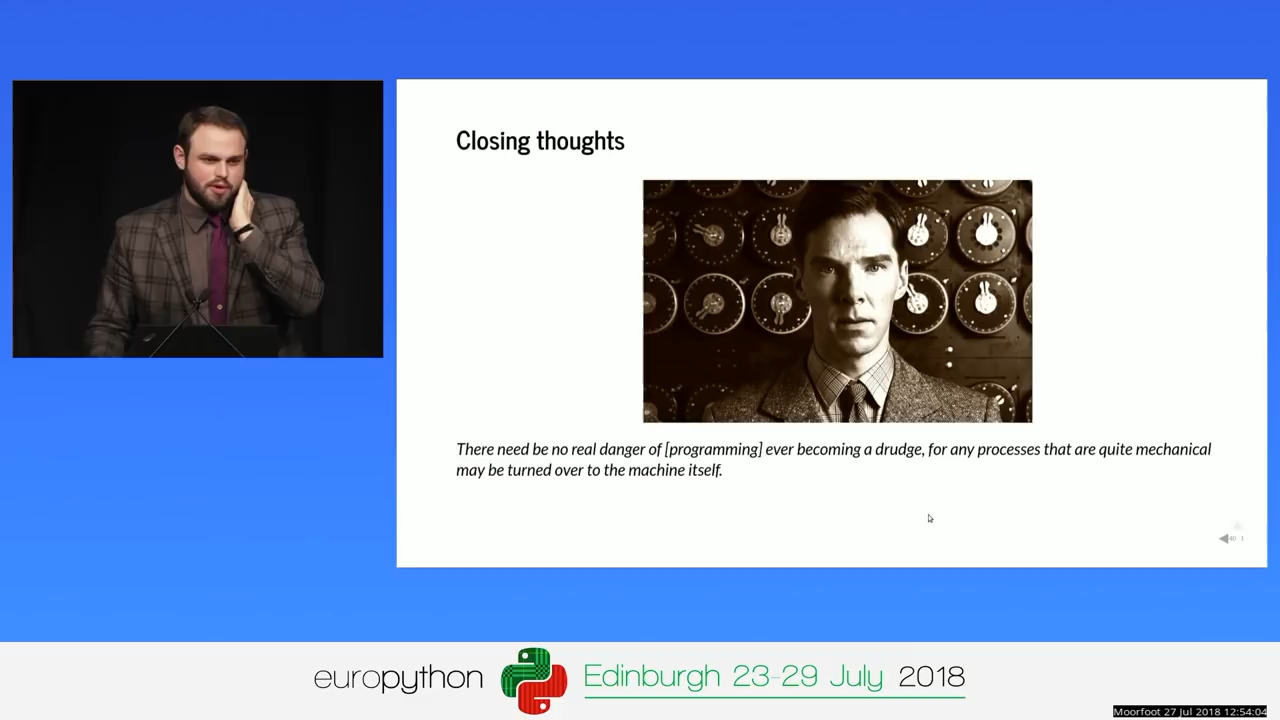 Closing thoughts
There need be no real danger of [programming] ever becoming a drudge, for any processes that are quite mechanical
may be turned over to the machine itself.
40 1
europython
Edinburgh 23-29 July 2018
Moorfoot 27 Jul 2018 12:54:04